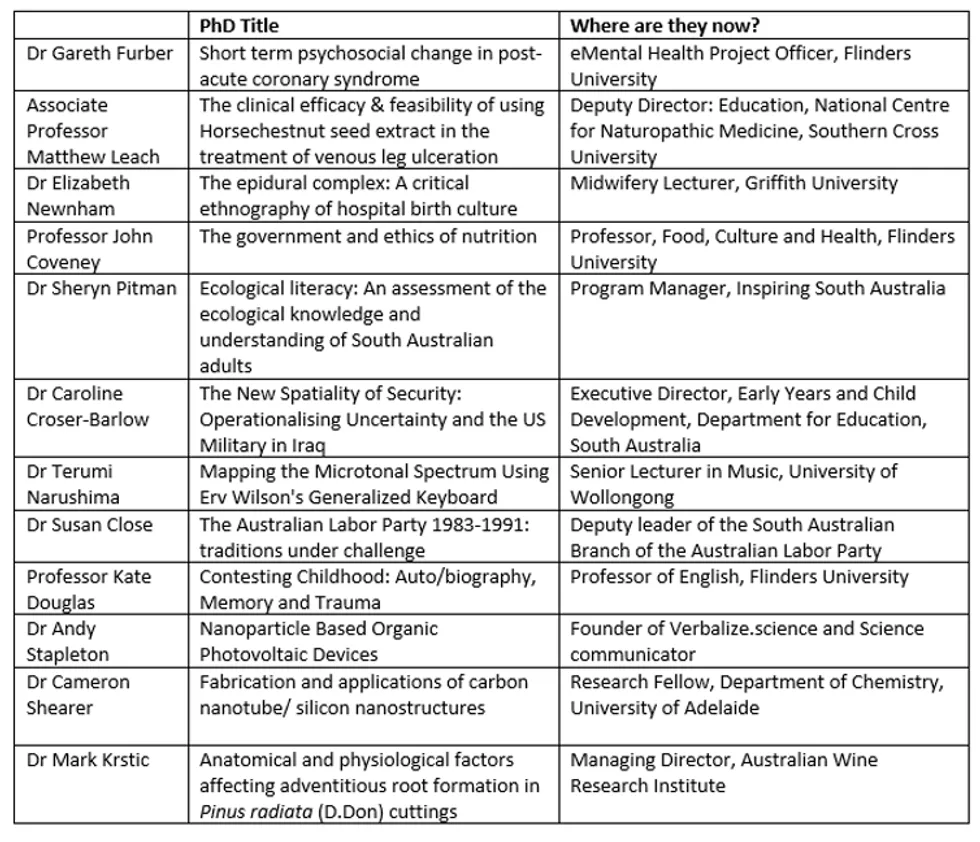 PhD Title Where are they now?
Dr Gareth Furber Short term psychosocial change in post- eMental Health Project Officer, Flinders
acute coronary syndrome University
Associate The clinical efficacy & feasibility of using Deputy Director: Education, National Centre
Professor Horsechestnut seed extract in the for Naturopathic Medicine, Southern Cross
Matthew Leach treatment of venous leg ulceration University
Dr Elizabeth The epidural complex: A critical Midwifery Lecturer, Griffith University
Newnham ethnography of hospital birth culture
Professor John The government and ethics of nutrition Professor, Food, Culture and Health, Flinders
Coveney University
Dr Sheryn Pitman Ecological literacy: An assessment of the Program Manager, Inspiring South Australia
ecological knowledge and
understanding of South Australian
adults
Dr Caroline The New Spatiality of Security: Executive Director, Early Years and Child
Croser-Barlow Operationalising Uncertainty and the US Development, Department for Education,
Military in Iraq South Australia
Dr Terumi Mapping the Microtonal Spectrum Using Senior Lecturer in Music, University of
Narushima Erv Wilson's Generalized Keyboard Wollongong
Dr Susan Close The Australian Labor Party 1983-1991: Deputy leader of the South Australian
traditions under challenge Branch of the Australian Labor Party
Professor Kate Contesting Childhood: Auto/biography, Professor of English, Flinders University
Douglas Memory and Trauma
Dr Andy Nanoparticle Based Organic Founder of Verbalize.science and Science
Stapleton Photovoltaic Devices communicator
Dr Cameron Fabrication and applications of carbon Research Fellow, Department of Chemistry,
Shearer nanotube/ silicon nanostructures University of Adelaide
Dr Mark Krstic Anatomical and physiological factors Managing Director, Australian Wine
affecting adventitious root formation in Research Institute
Pinus radiata (D.Don) cuttings